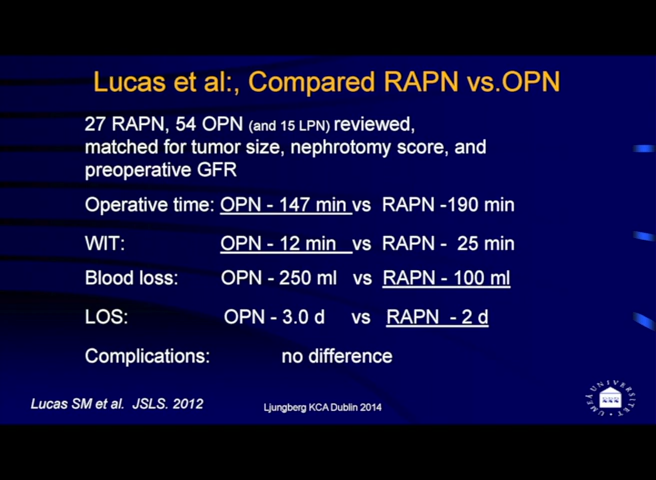 Lucas et al:, Compared RAPN vs.OPN
27 RAPN, 54 OPN (and 15 LPN) reviewed,
matched for tumor size, nephrotomy score, and
preoperative GFR
Operative time: OPN - 147 min vs RAPN -190 min
WIT: OPN - 12 min vs RAPN - 25 min
Blood loss: OPN - 250 ml vs RAPN - 100 ml
LOS: OPN - 3.0 d vs RAPN - 2 d
Complications: no difference
Lucas SM et al. JSLS. 2012
Ljungberg KCA Dublin 2014
UMEÅ UNIVERSITET